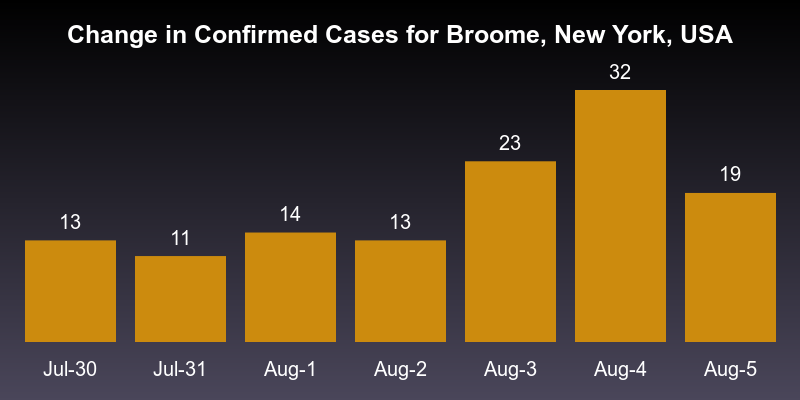 Change in Confirmed Cases for Broome, New York, USA
13 11 14 13 23 32 19
Jul-30 Jul-31 Aug-1 Aug-2 Aug-3 Aug-4 Aug-5